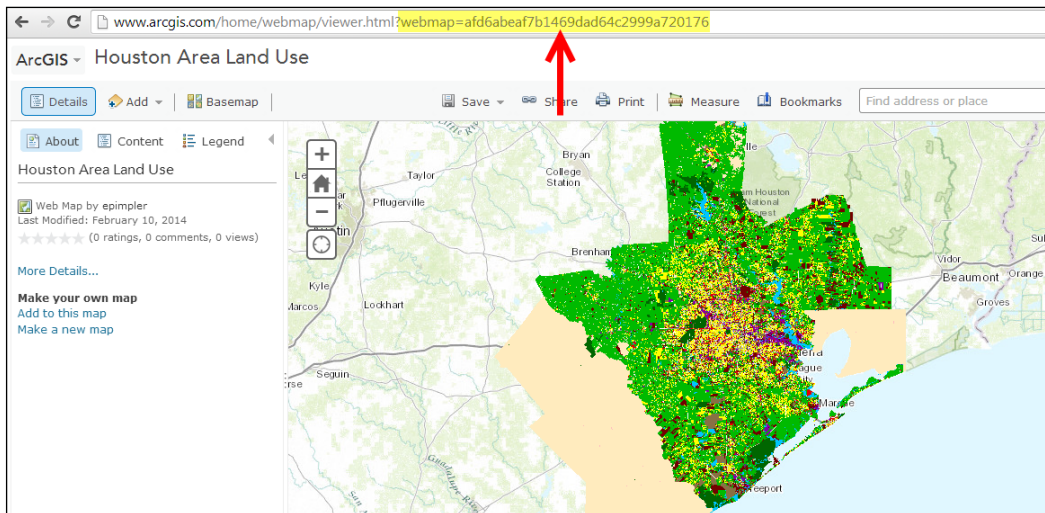 www.arcgis.com/home/webmap/viewer.html?webmap=afd6abeaf7b1469dad64c2999a720176
ArcGIS Houston Area Land Use
Details Add Basemap Save Share Print Measure Bookmarks Find address or place
About Content Legend
Houston Area Land Use
Web Map by epimpler
Last Modified: February 10, 2014
(0 ratings, 0 comments, 0 views)
More Details...
Make your own map
Add to this map
Make a new map
Bryan
College
Station
Taylor
Pflugerville
Houston
National
Brenham
Kyle
Lockhart
Seguin
Vidor
Beaumont
Orange
Groves